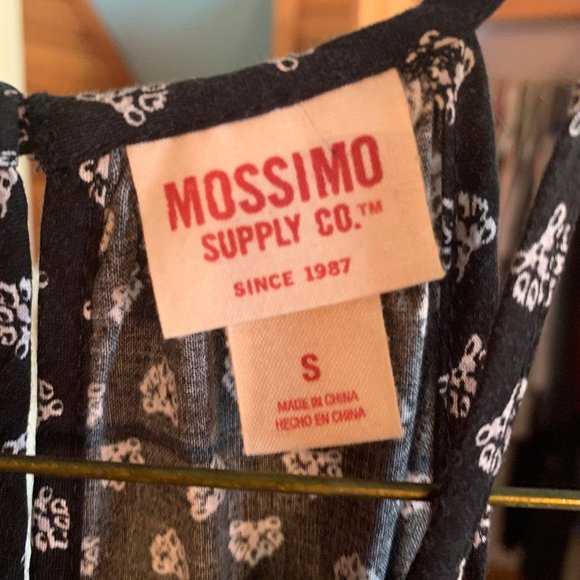 MOSSIMO
SUPPLY CO.™
SINCE 1987
S
MADE IN CHINA
HECHO EN CHINA